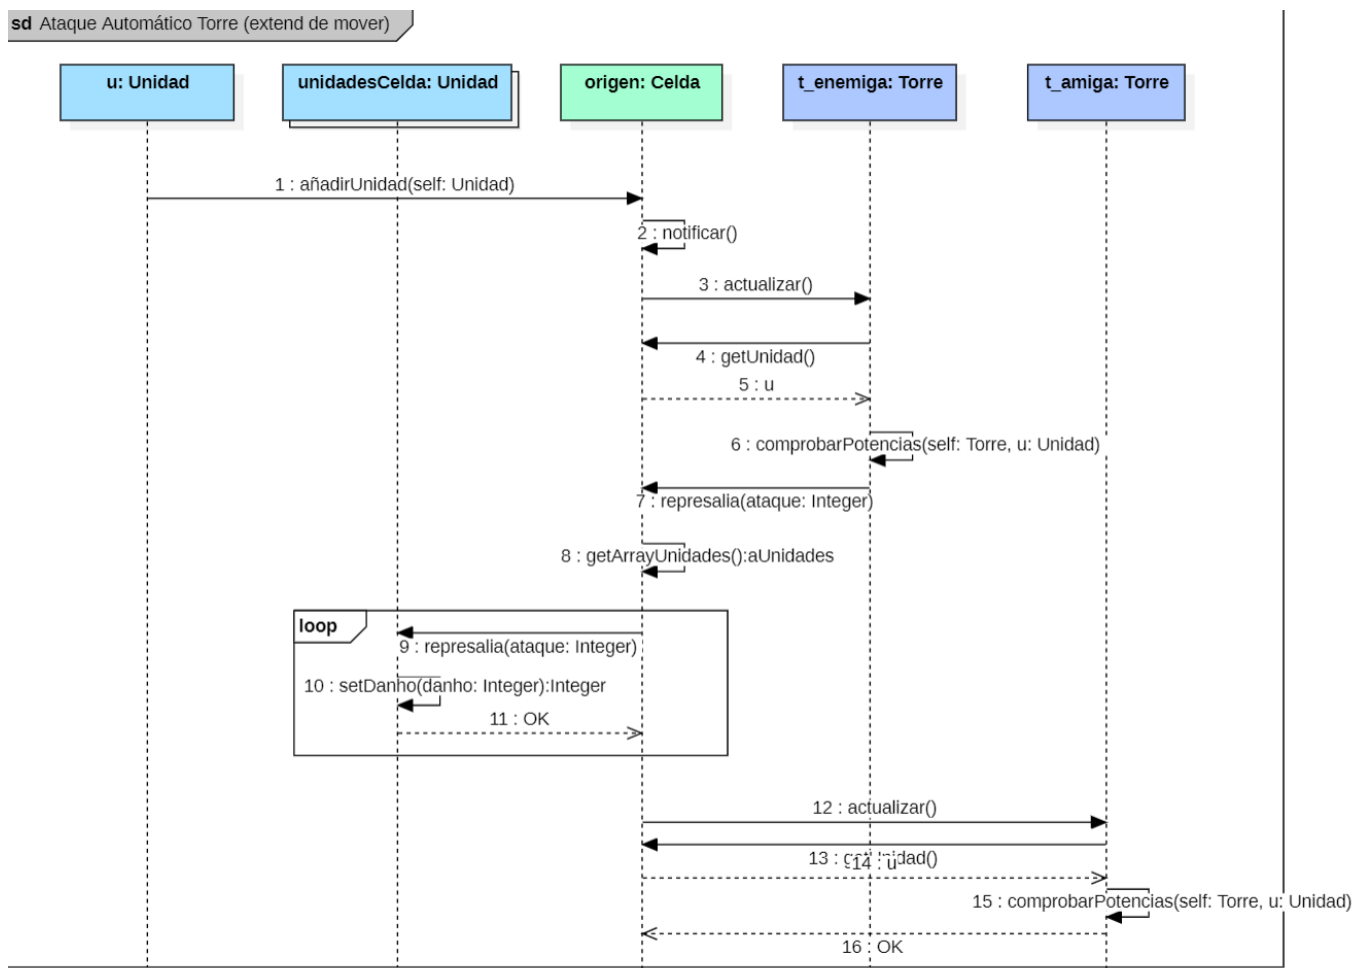 sd Ataque Automático Torre (extend de mover)
u: Unidad
unidadesCelda: Unidad
origen: Celda
t_enemiga: Torre
t_amiga: Torre
1 : añadirUnidad(self: Unidad)
2 : notificar()
3 : actualizar()
4 : getUnidad()
5 : u
6 : comprobarPotencias(self: Torre, u: Unidad)
7 : represalia(ataque: Integer)
8 : getArrayUnidades():aUnidades
loop
9 : represalia(ataque: Integer)
10 : setDanho(danho: Integer):Integer
11 : OK
12 : actualizar()
13 : getUnidad()
14 : u
15 : comprobarPotencias(self: Torre, u: Unidad)
16 : OK